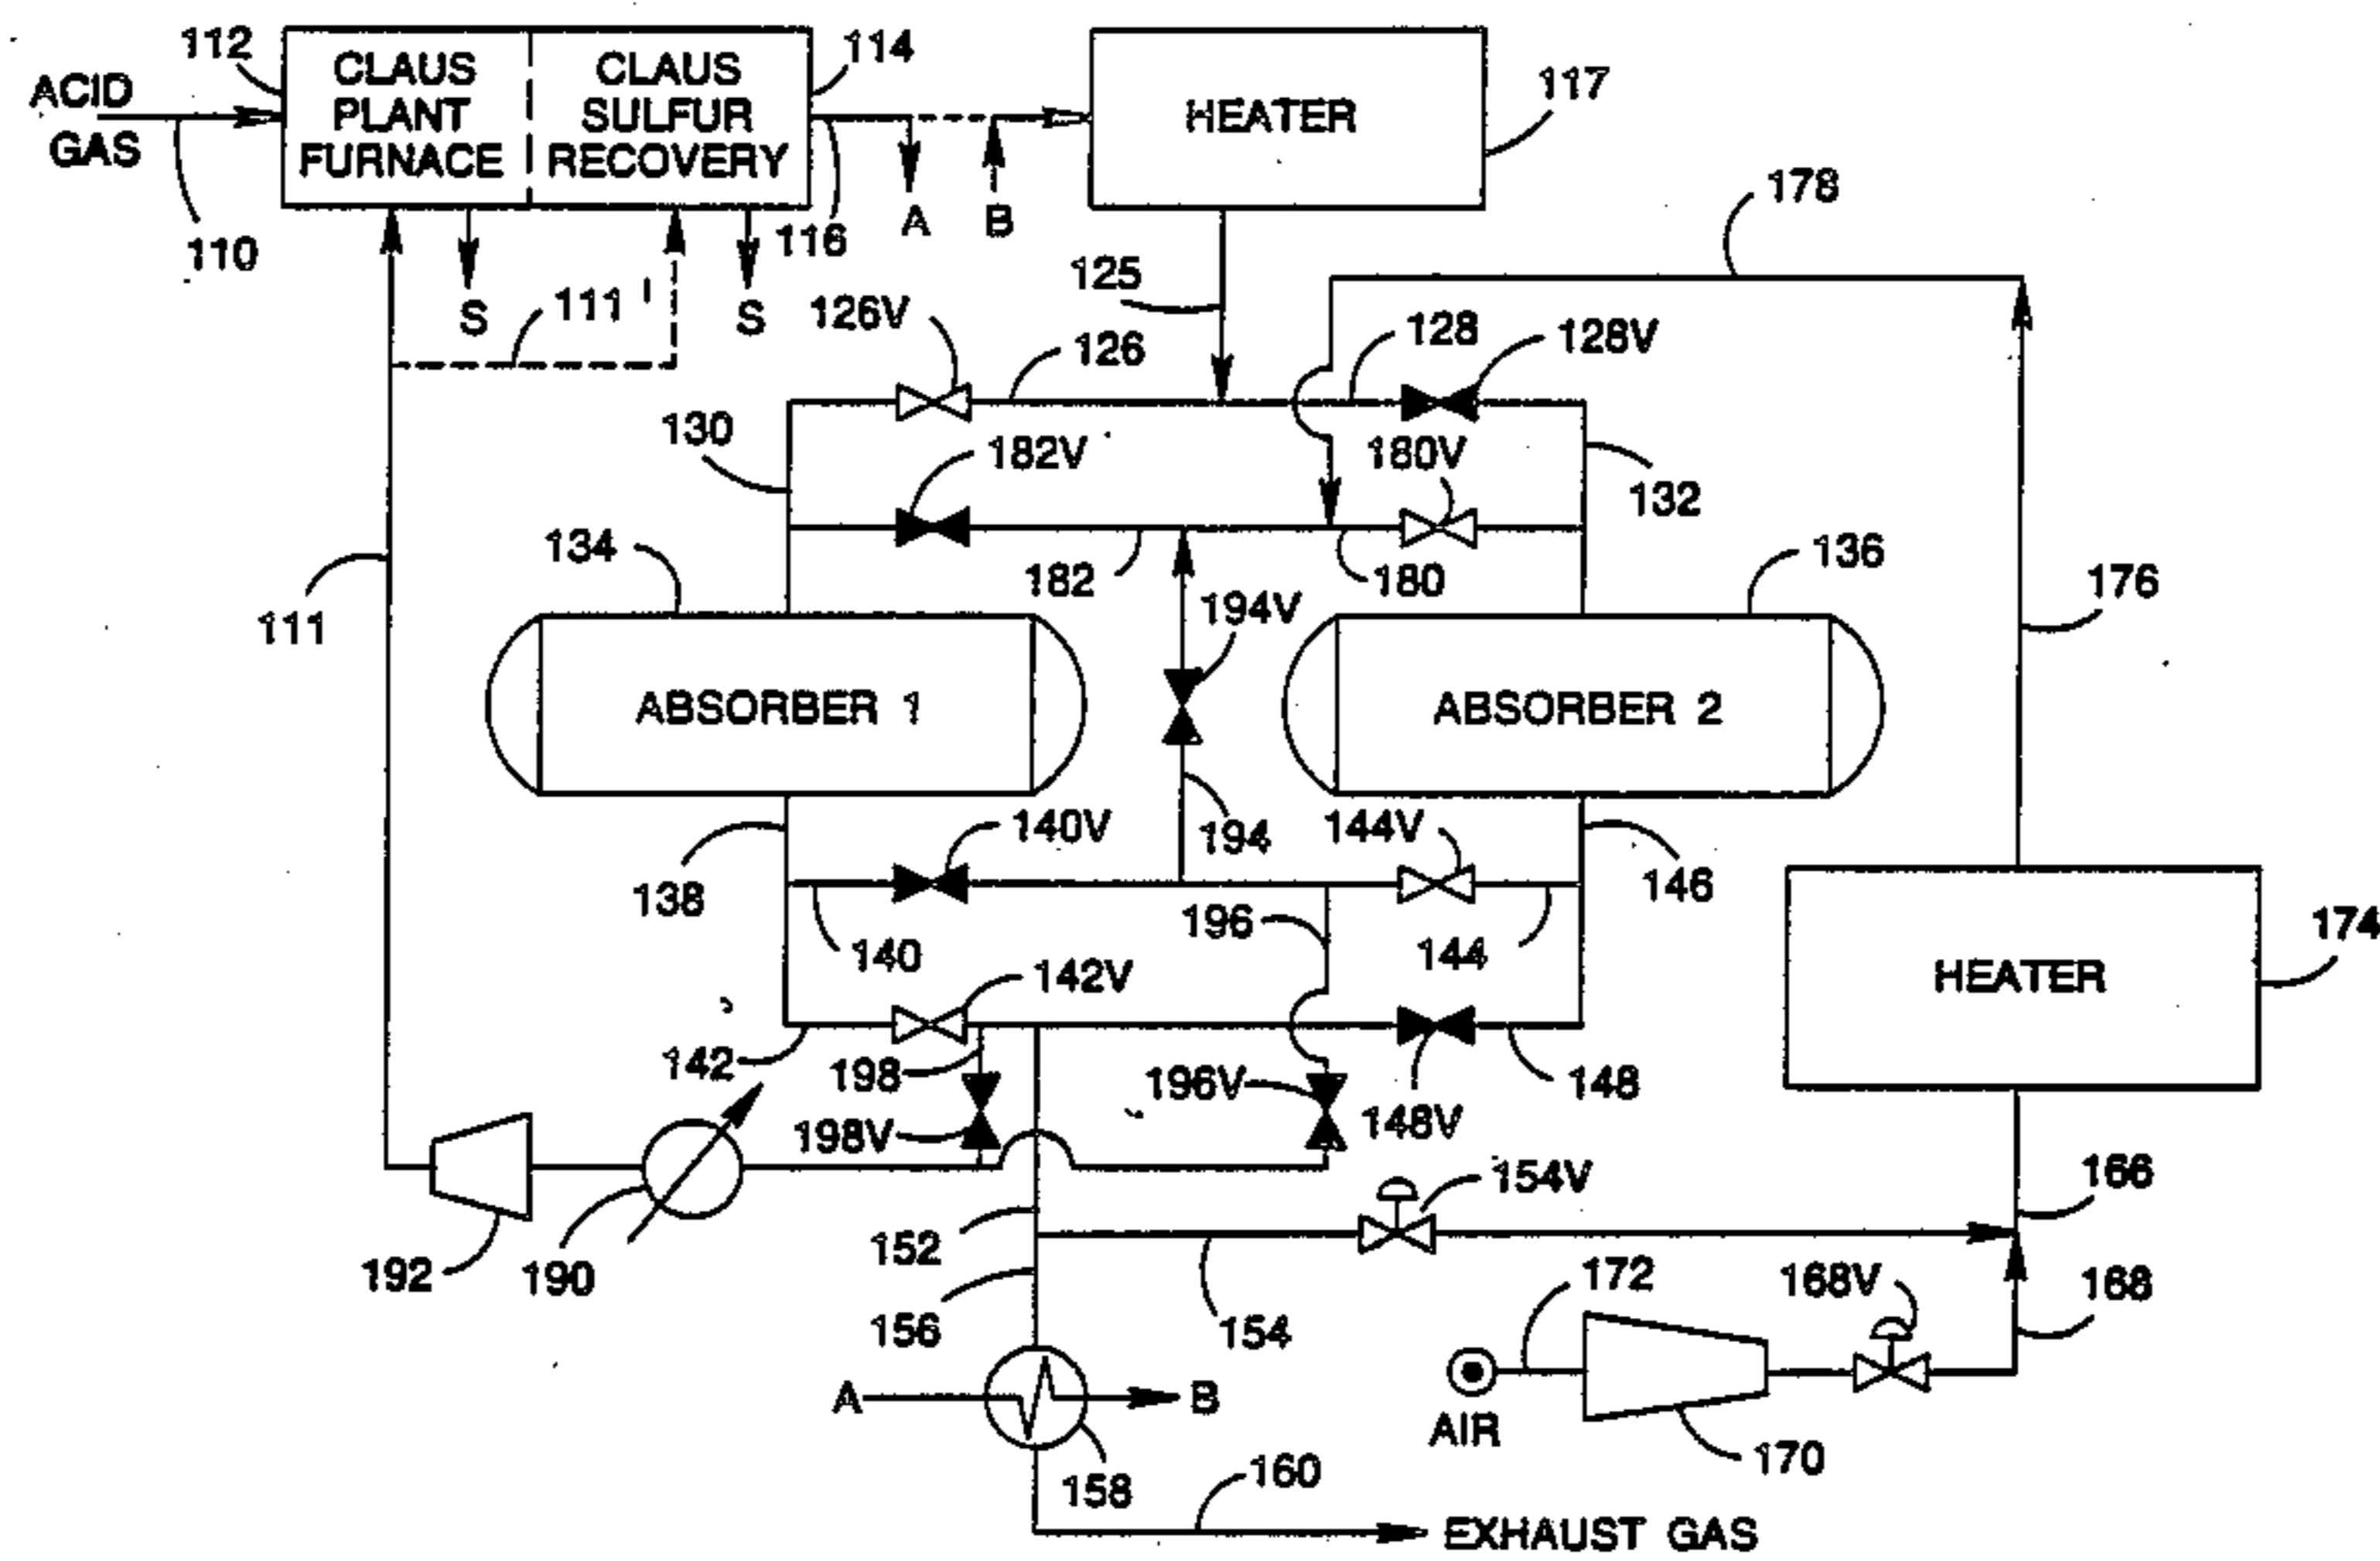 112
CLAUS
PLANT
FURNACE
CLAUS
SULFUR
RECOVERY
114
HEATER
117
ACID
GAS
110
S
111'
S
116
A
B
178
125
126V
126
128
128V
130
182V
180V
132
134
182
180
136
111
194V
176
ABSORBER 1
ABSORBER 2
138
140V
194
144V
146
140
196
144
174
HEATER
142V
142
198
196V
148
198V
148V
192
190
152
154V
166
156
154
172
168V
168
A
B
AIR
170
158
160
EXHAUST GAS